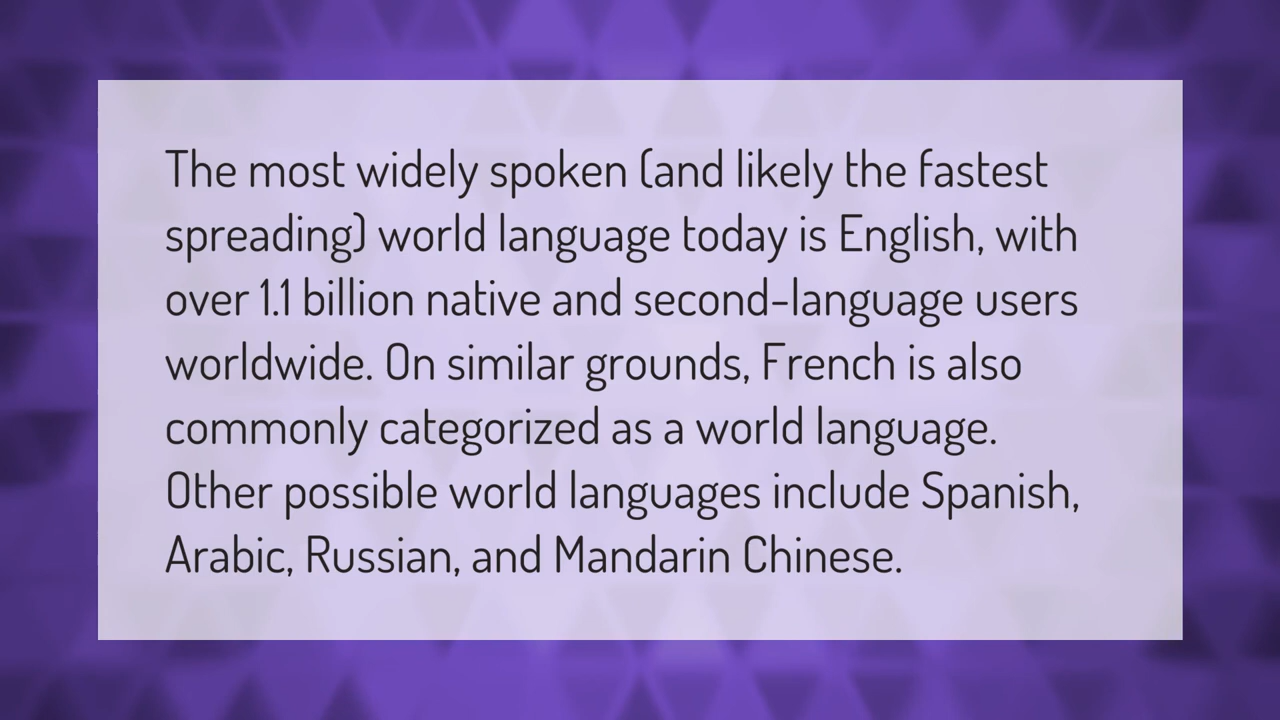 The most widely spoken (and likely the fastest
spreading) world language today is English, with
over 1.1 billion native and second-language users
worldwide. On similar grounds, French is also
commonly categorized as a world language.
Other possible world languages include Spanish,
Arabic, Russian, and Mandarin Chinese.